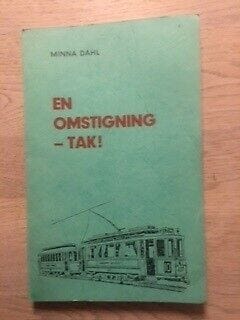 MINNA DAHL
EN
OMSTIGNING
– TAK!